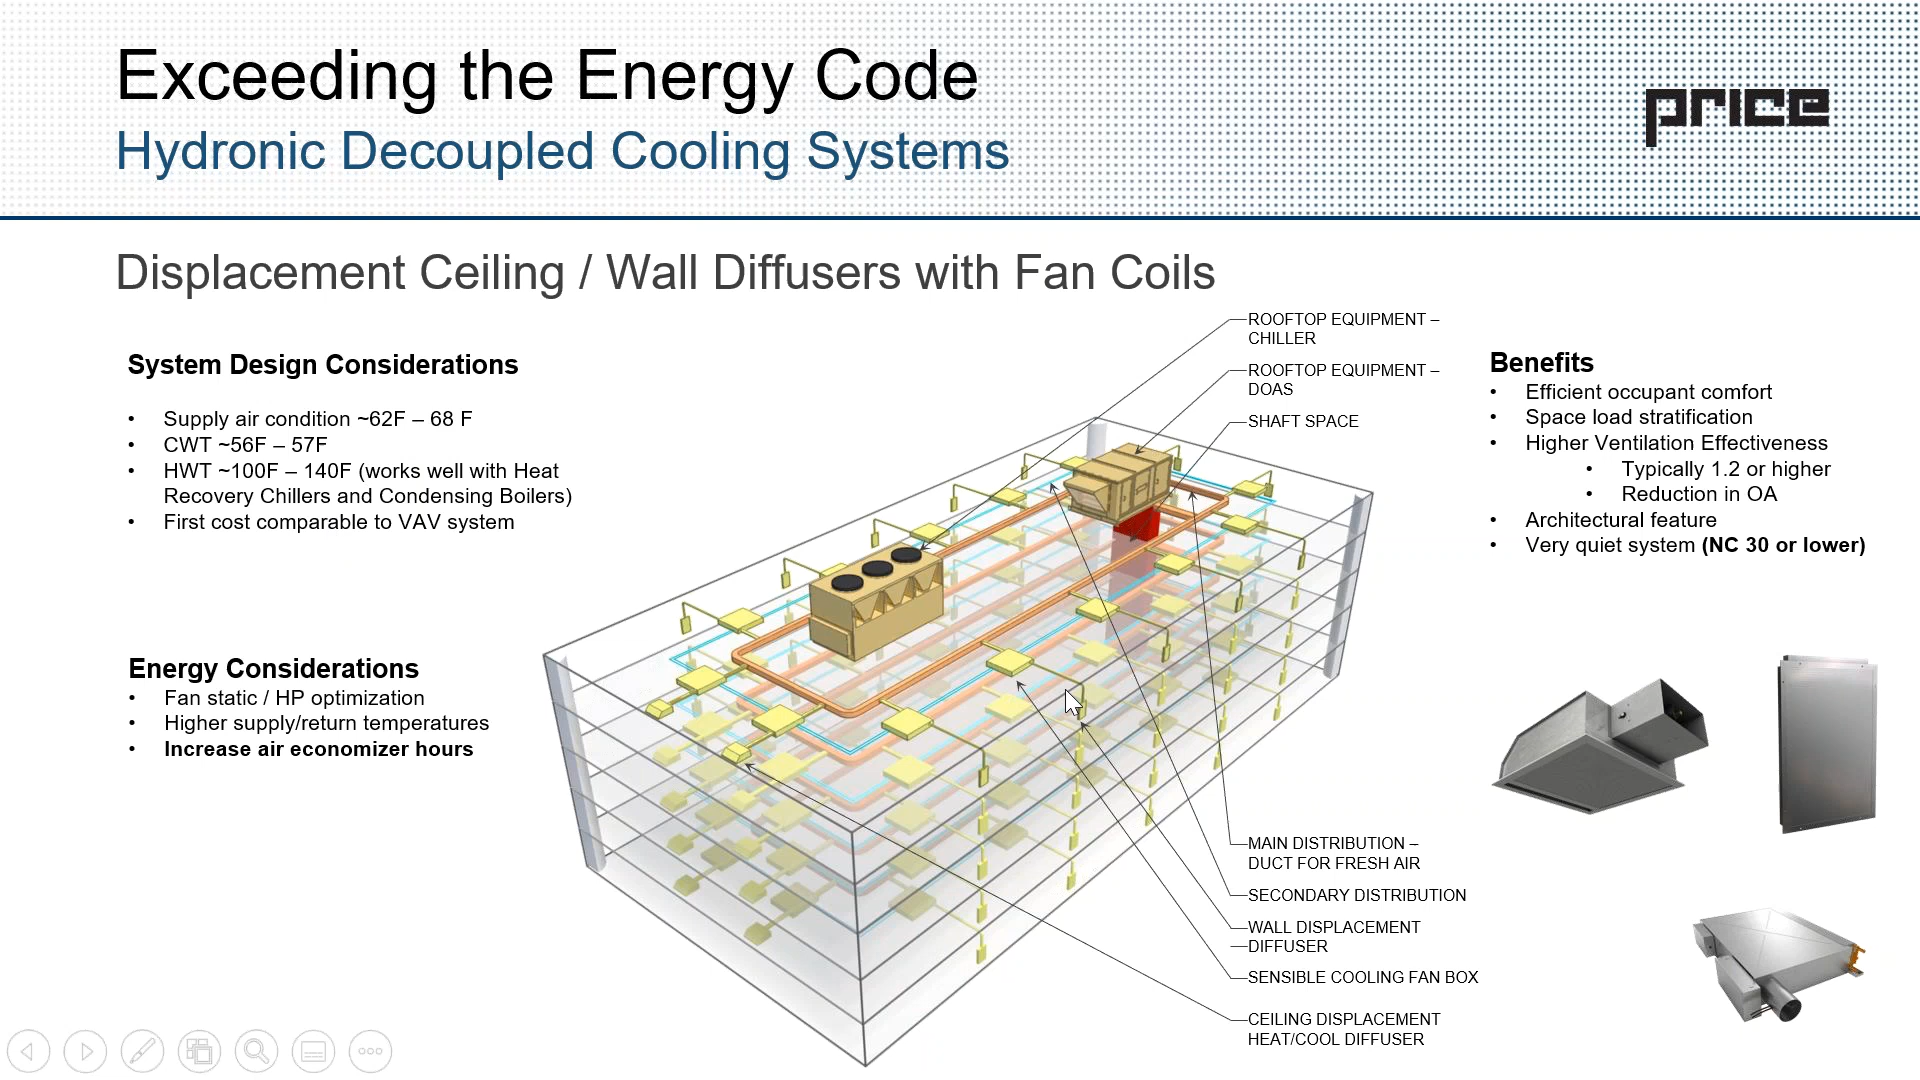 Exceeding the Energy Code
Hydronic Decoupled Cooling Systems
price
Displacement Ceiling / Wall Diffusers with Fan Coils
System Design Considerations
• Supply air condition ~62F – 68 F
• CWT ~56F – 57F
• HWT ~100F – 140F (works well with Heat
Recovery Chillers and Condensing Boilers)
• First cost comparable to VAV system
Energy Considerations
• Fan static / HP optimization
• Higher supply/return temperatures
• Increase air economizer hours
ROOFTOP EQUIPMENT –
CHILLER
ROOFTOP EQUIPMENT –
DOAS
SHAFT SPACE
MAIN DISTRIBUTION –
DUCT FOR FRESH AIR
SECONDARY DISTRIBUTION
WALL DISPLACEMENT
DIFFUSER
SENSIBLE COOLING FAN BOX
CEILING DISPLACEMENT
HEAT/COOL DIFFUSER
Benefits
• Efficient occupant comfort
• Space load stratification
• Higher Ventilation Effectiveness
• Typically 1.2 or higher
• Reduction in OA
• Architectural feature
• Very quiet system (NC 30 or lower)